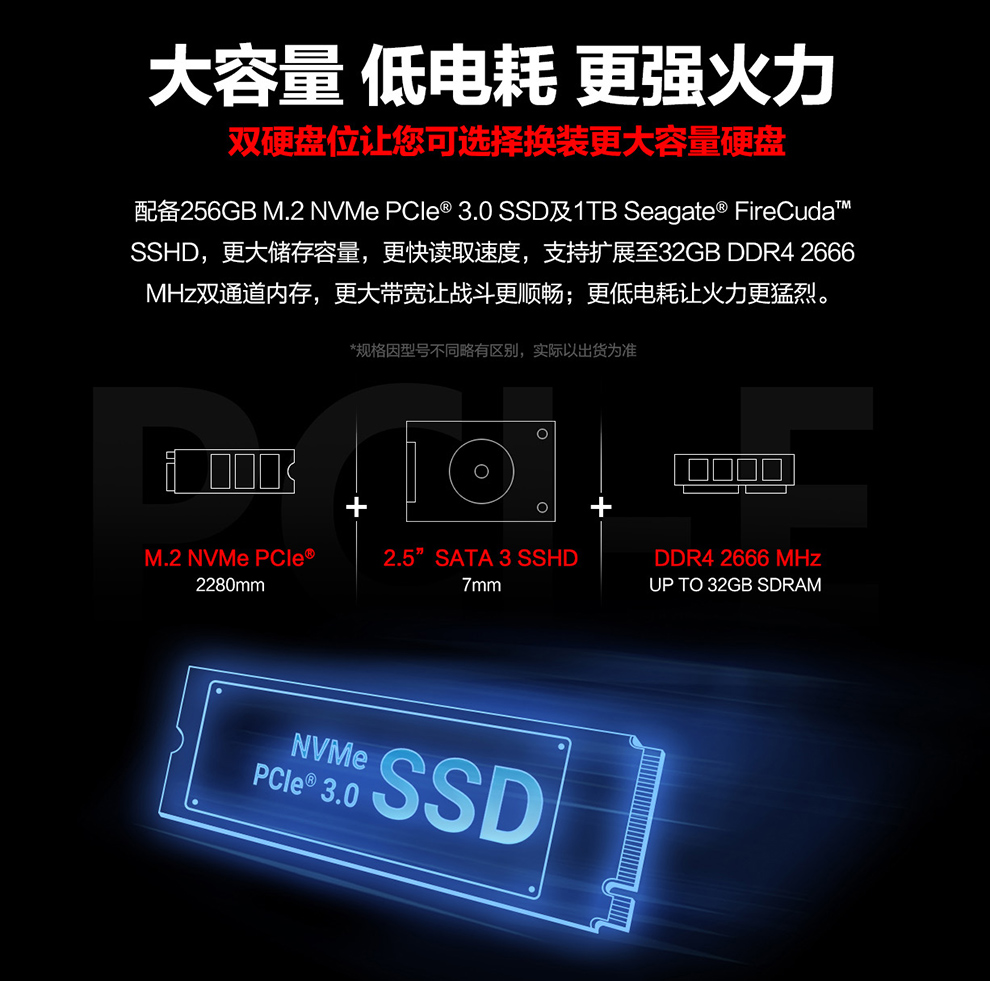 大容量 低电耗 更强火力
双硬盘位让您可选择换装更大容量硬盘
配备256GB M.2 NVMe PCIe® 3.0 SSD及1TB Seagate® FireCuda™
SSHD，更大储存容量，更快读取速度，支持扩展至32GB DDR4 2666
MHz双通道内存，更大带宽让战斗更顺畅；更低电耗让火力更猛烈。
*规格因型号不同略有区别，实际以出货为准
PCI-E
+ +
M.2 NVMe PCIe® 2.5” SATA 3 SSHD DDR4 2666 MHz
2280mm 7mm UP TO 32GB SDRAM
NVMe
PCIe® 3.0 SSD